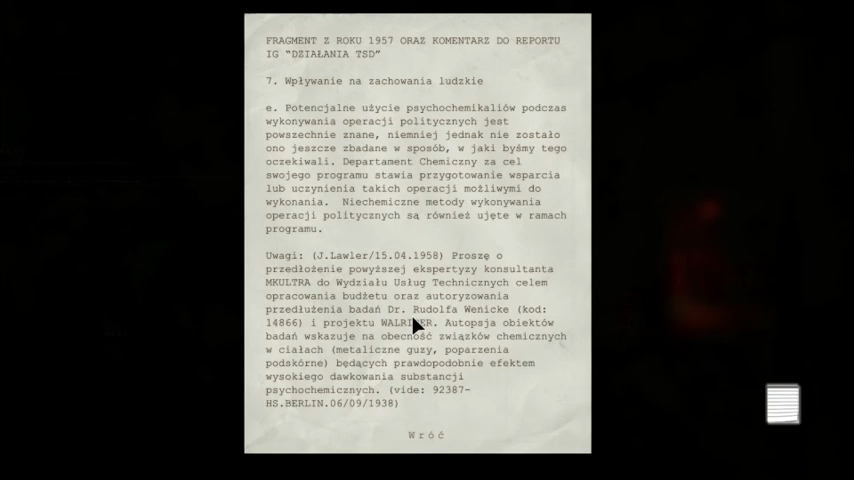 FRAGMENT Z ROKU 1957 ORAZ KOMENTARZ DO REPORTU
IG "DZIAŁANIA TSD"
7. Wpływanie na zachowania ludzkie
e. Potencjalne użycie psychochemikaliów podczas
wykonywania operacji politycznych jest
powszechnie znane, niemniej jednak nie zostało
ono jeszcze zbadane w sposób, w jaki byśmy tego
oczekiwali. Departament Chemiczny za cel
swojego programu stawia przygotowanie wsparcia
lub uczynienia takich operacji możliwymi do
wykonania. Niechemiczne metody wykonywania
operacji politycznych są również ujęte w ramach
programu.
Uwagi: (J.Lawler/15.04.1958) Proszę o
przedłożenie powyższej ekspertyzy konsultanta
MKULTRA do Wydziału Usług Technicznych celem
opracowania budżetu oraz autoryzowania
przedłużenia badań Dr. Rudolfa Wenicke (kod:
14866) i projektu WALRIDER. Autopsja obiektów
badań wskazuje na obecność związków chemicznych
w ciałach (metaliczne guzy, poparzenia
podskórne) będących prawdopodobnie efektem
wysokiego dawkowania substancji
psychochemicznych. (vide: 92387-
HS.BERLIN.06/09/1938)
Wróć